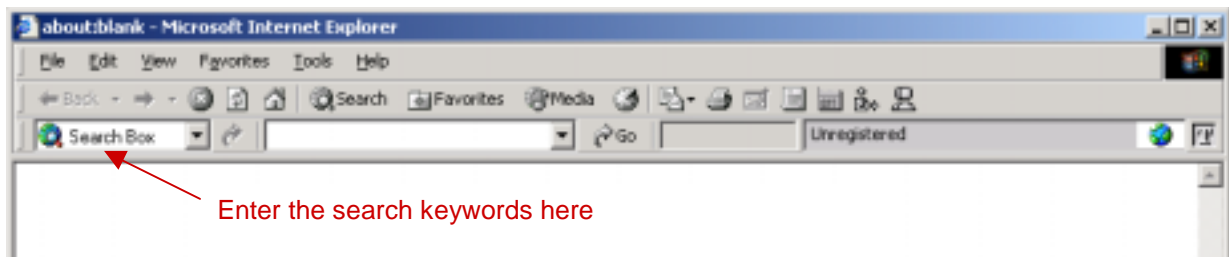 about:blank - Microsoft Internet Explorer
File Edit View Favorites Tools Help
Back Search Favorites Media
Search Box Go Unregistered
Enter the search keywords here